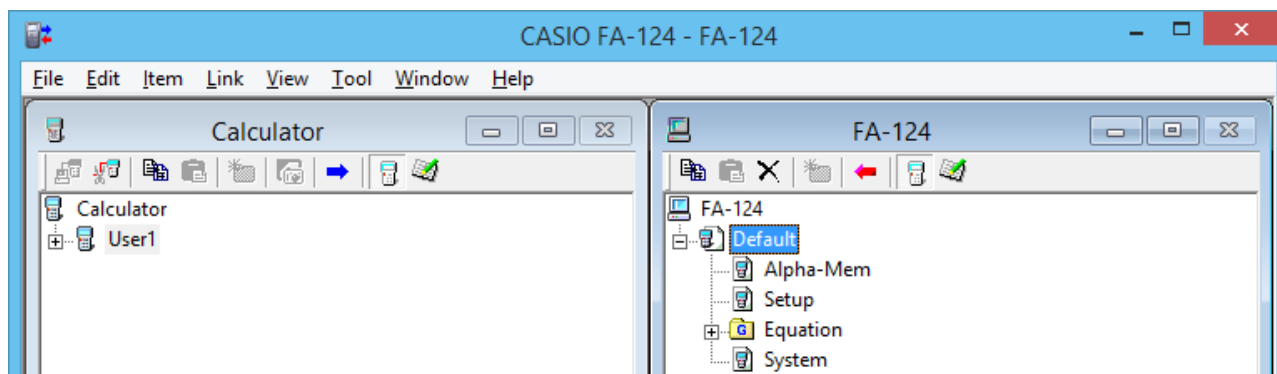 CASIO FA-124 - FA-124
File Edit Item Link View Tool Window Help
Calculator
Calculator
User1
FA-124
FA-124
Default
Alpha-Mem
Setup
G Equation
System